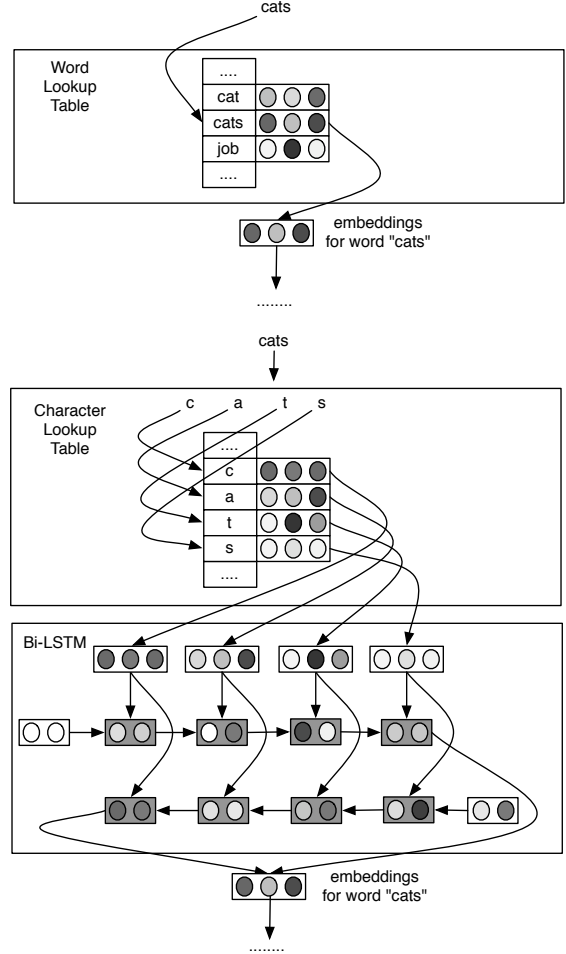 cats
Word
Lookup
Table
....
cat
cats
job
....
embeddings
for word "cats"
........
cats
Character
Lookup
Table
c a t s
....
c
a
t
s
....
Bi-LSTM
embeddings
for word "cats"
........